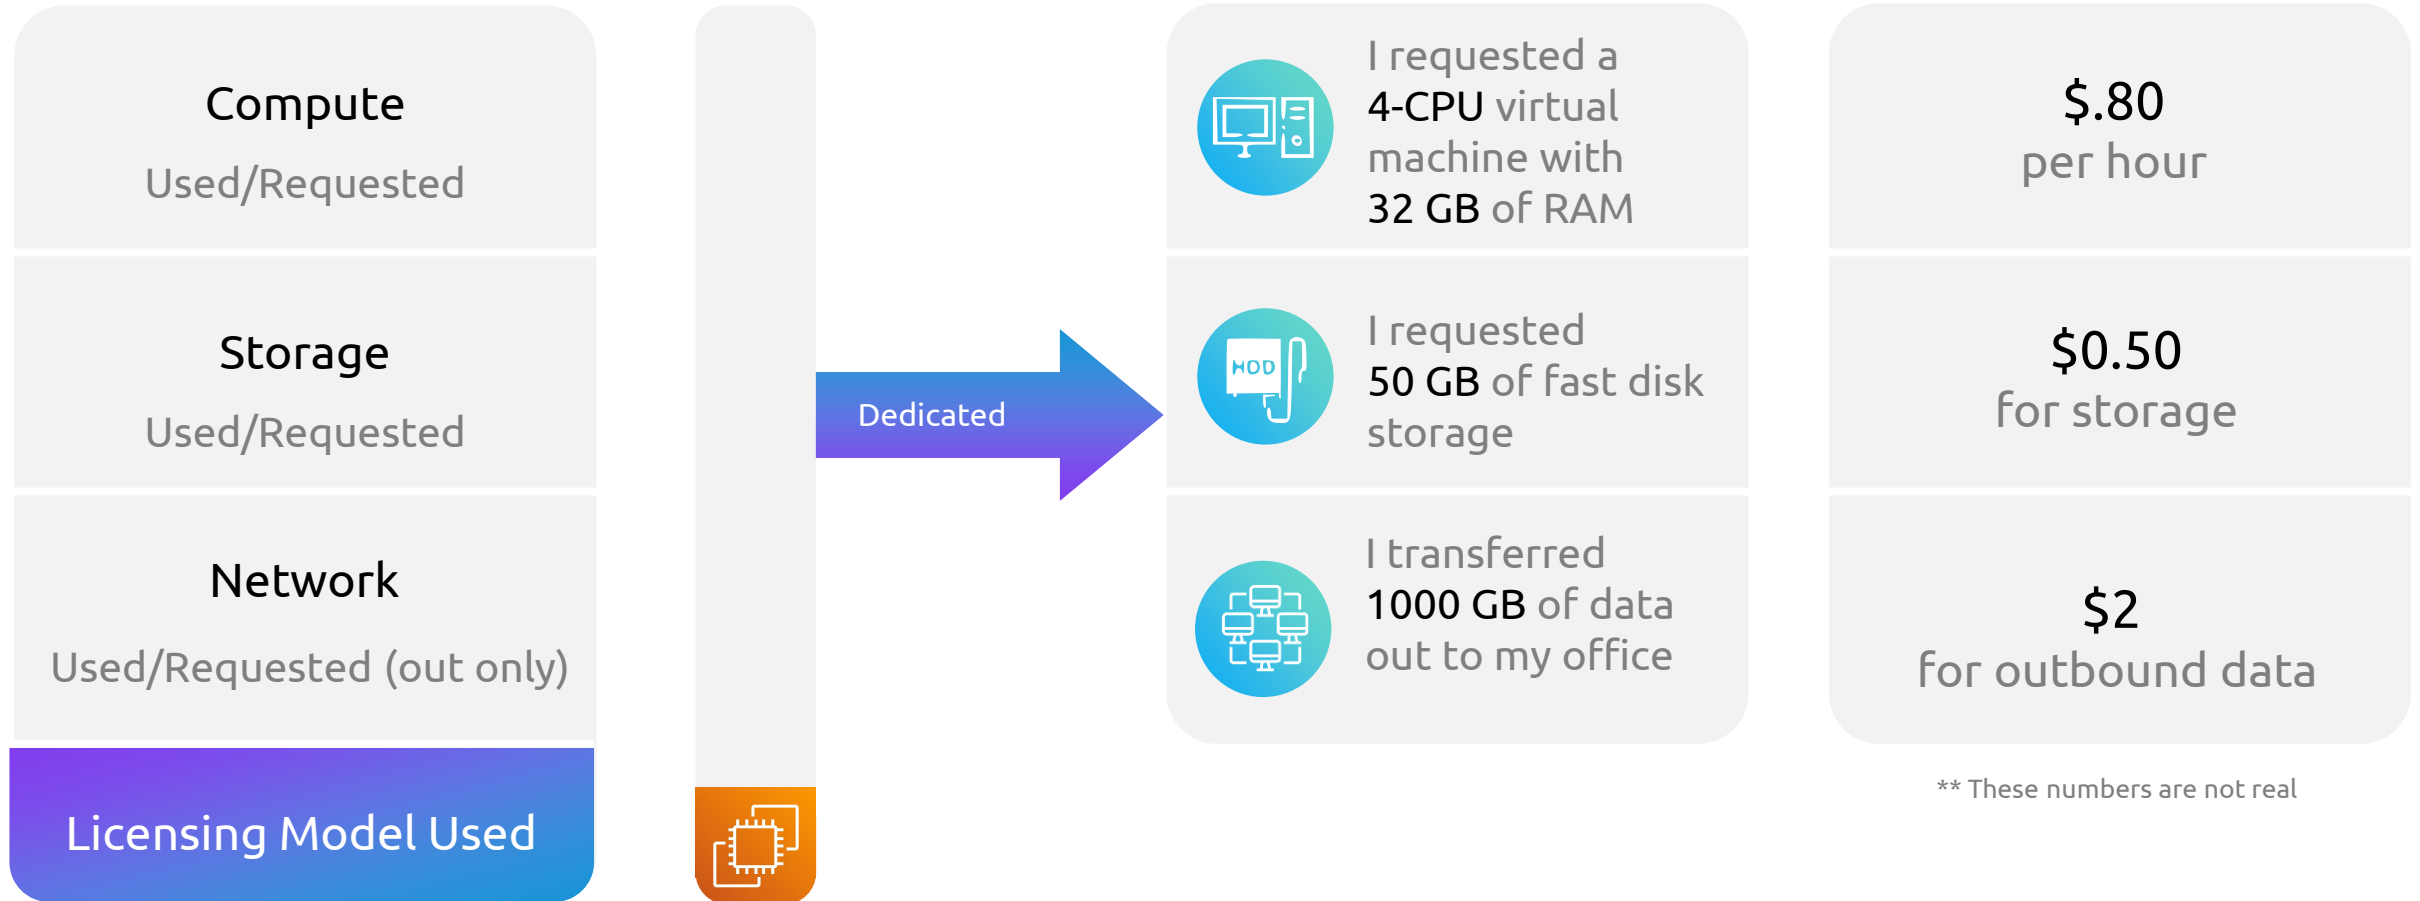 Compute
Used/Requested
Storage
Used/Requested
Network
Used/Requested (out only)
Licensing Model Used
Dedicated
I requested a
4-CPU virtual
machine with
32 GB of RAM
I requested
50 GB of fast disk
storage
HDD
I transferred
1000 GB of data
out to my office
$.80
per hour
$0.50
for storage
$2
for outbound data
** These numbers are not real